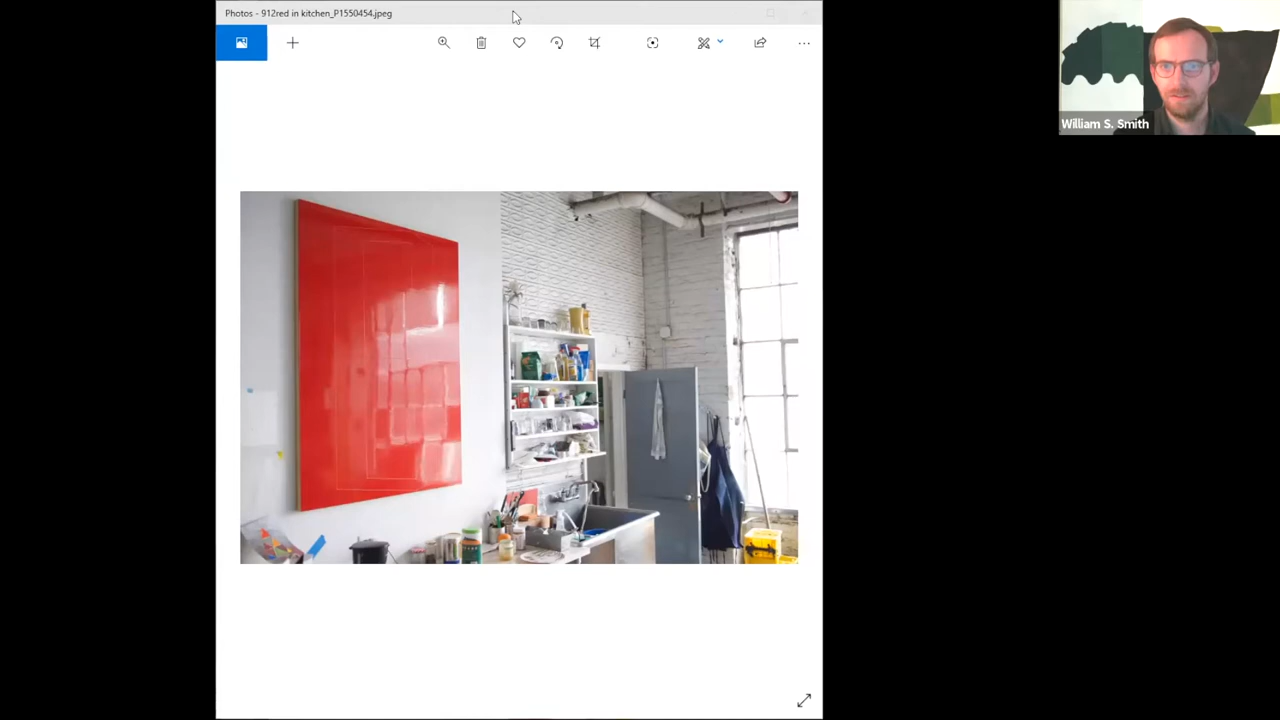 Photos - 912red in kitchen_P1550454.jpeg
William S. Smith